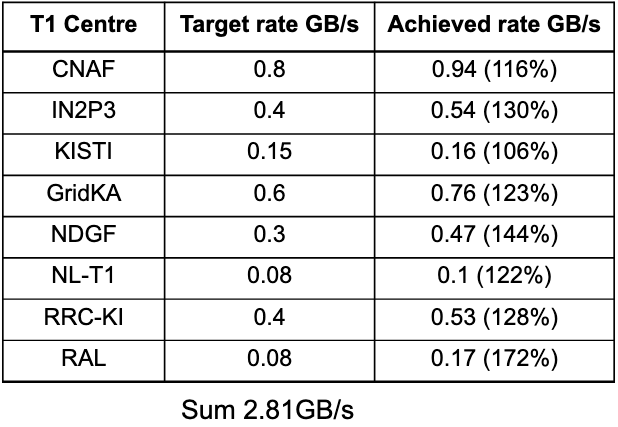 T1 Centre Target rate GB/s Achieved rate GB/s
CNAF 0.8 0.94 (116%)
IN2P3 0.4 0.54 (130%)
KISTI 0.15 0.16 (106%)
GridKA 0.6 0.76 (123%)
NDGF 0.3 0.47 (144%)
NL-T1 0.08 0.1 (122%)
RRC-KI 0.4 0.53 (128%)
RAL 0.08 0.17 (172%)
Sum 2.81GB/s